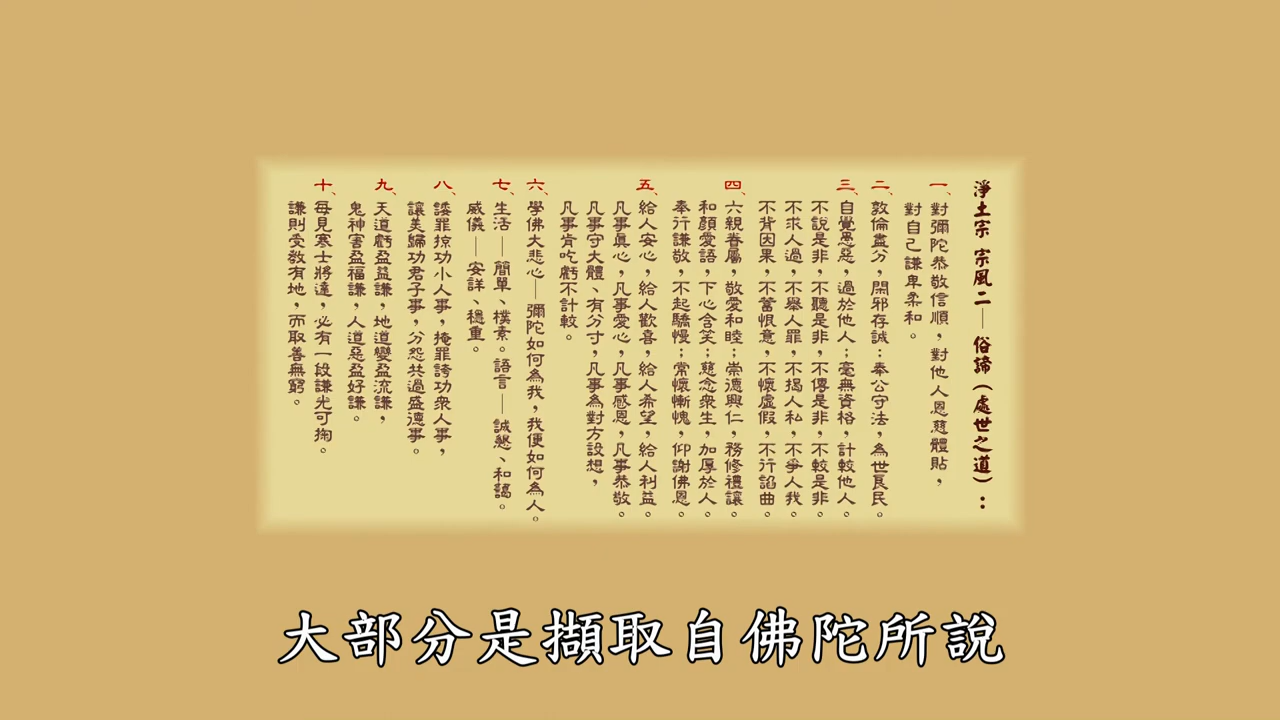 淨土宗 宗風二——俗諦(處世之道):
一、對彌陀恭敬信順,對他人恩慈體貼,
對自己謙卑柔和。
二、敦倫盡分,閑邪存誠;奉公守法,為世良民。
三、自覺愚惡,過於他人;毫無資格,計較他人。
不說是非,不聽是非,不傳是非,不較是非。
不求人過,不舉人罪,不揭人私,不爭人我。
不背因果,不蓄恨意,不懷虛假,不行諂曲。
四、六親眷屬,敬愛和睦;崇德興仁,務修禮讓。
和顏愛語,下心含笑;慈念衆生,加厚於人。
奉行謙敬,不起驕慢;常懷慚愧,仰謝佛恩。
五、給人安心,給人歡喜,給人希望,給人利益。
凡事真心,凡事愛心,凡事感恩,凡事恭敬。
凡事守大體、有分寸,凡事為對方設想,
凡事肯吃虧不計較。
六、學佛大悲心——彌陀如何為我,我便如何為人。
七、生活——簡單、樸素。語言——誠懇、和藹。
威儀——安詳、穩重。
八、諉罪掠功小人事,掩罪誇功衆人事,
讓美歸功君子事,分怨共過盛德事。
九、天道虧盈益謙,地道變盈流謙,
鬼神害盈福謙,人道惡盈好謙。
十、每見寒士將達,必有一段謙光可掬。
謙則受教有地,而取善無窮。
大部分是擷取自佛陀所說